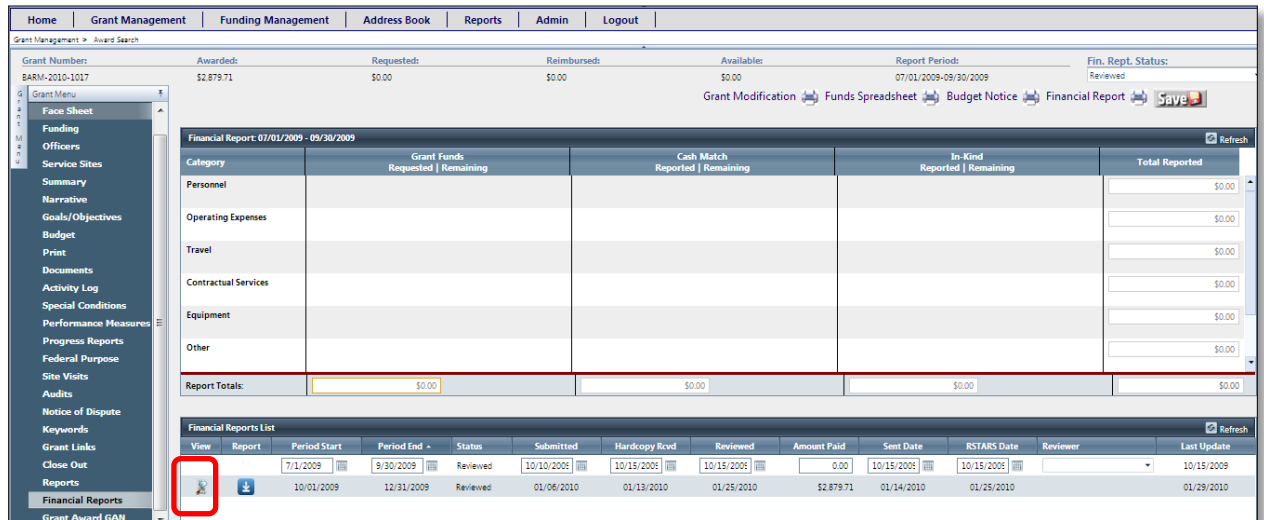 Home Grant Management Funding Management Address Book Reports Admin Logout
Grant Management > Award Search
Grant Number: Awarded: Requested: Reimbursed: Available: Report Period: Fin. Rept. Status:
BARM-2010-1017 $2,879.71 $0.00 $0.00 $0.00 07/01/2009-09/30/2009 Reviewed
Grant Modification Funds Spreadsheet Budget Notice Financial Report Save
Grant Menu
Grant Menu
Face Sheet
Funding
Officers
Service Sites
Summary
Narrative
Goals/Objectives
Budget
Print
Documents
Activity Log
Special Conditions
Performance Measures
Progress Reports
Federal Purpose
Site Visits
Audits
Notice of Dispute
Keywords
Grant Links
Close Out
Reports
Financial Reports
Grant Award GAN
Financial Report: 07/01/2009 - 09/30/2009 Refresh
Category Grant Funds Cash Match In-Kind Total Reported
Requested | Remaining Reported | Remaining Reported | Remaining
Personnel $0.00
Operating Expenses $0.00
Travel $0.00
Contractual Services $0.00
Equipment $0.00
Other $0.00
Report Totals: $0.00 $0.00 $0.00 $0.00
Financial Reports List Refresh
View Report Period Start Period End Status Submitted Hardcopy Rcvd Reviewed Amount Paid Sent Date RSTARS Date Reviewer Last Update
7/1/2009 9/30/2009 Reviewed 10/10/200 10/15/200 10/15/200 0.00 10/15/200 10/15/200 10/15/2009
10/01/2009 12/31/2009 Reviewed 01/06/2010 01/13/2010 01/25/2010 $2,879.71 01/14/2010 01/25/2010 01/29/2010